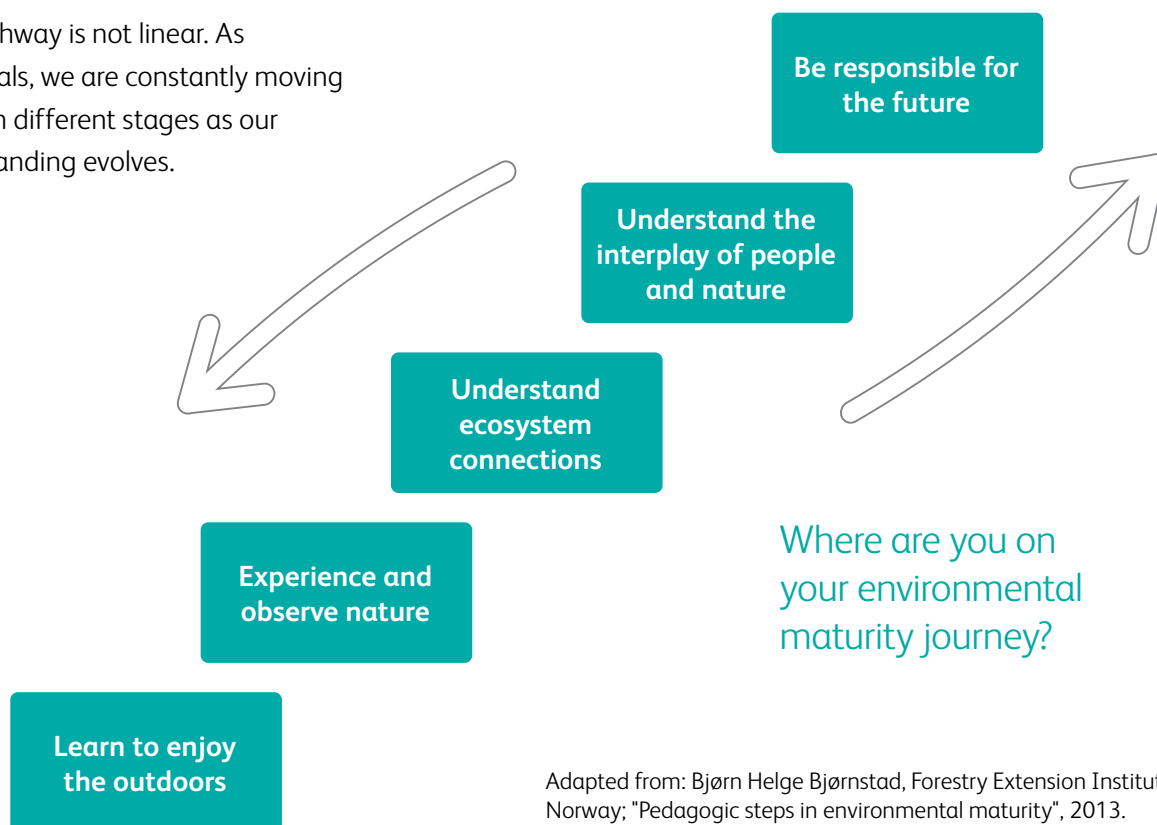 hway is not linear. As
als, we are constantly moving
n different stages as our
anding evolves.
Be responsible for
the future
Understand the
interplay of people
and nature
Understand
ecosystem
connections
Experience and
observe nature
Learn to enjoy
the outdoors
Where are you on
your environmental
maturity journey?
Adapted from: Bjørn Helge Bjørnstad, Forestry Extension Institut
Norway; "Pedagogic steps in environmental maturity", 2013.